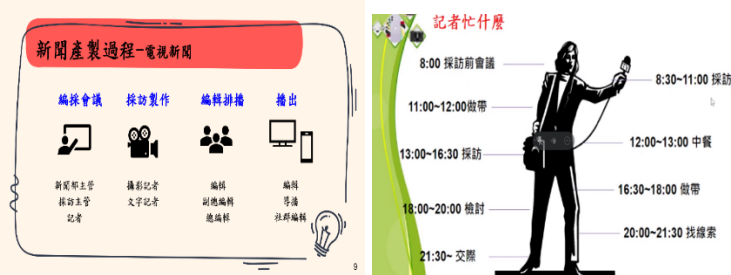 新聞產製過程-電視新聞
編採會議 採訪製作 編輯排播 播出
新聞部主管 攝影記者 編輯 編輯
採訪主管 文字記者 副總編輯 導播
記者 總編輯 社群編輯
9
記者忙什麼
8:00 採訪前會議
8:30~11:00 採訪
11:00~12:00做帶
12:00~13:00 中餐
13:00~16:30 採訪
16:30~18:00 做帶
18:00~20:00 檢討
20:00~21:30 找線索
21:30~ 交際